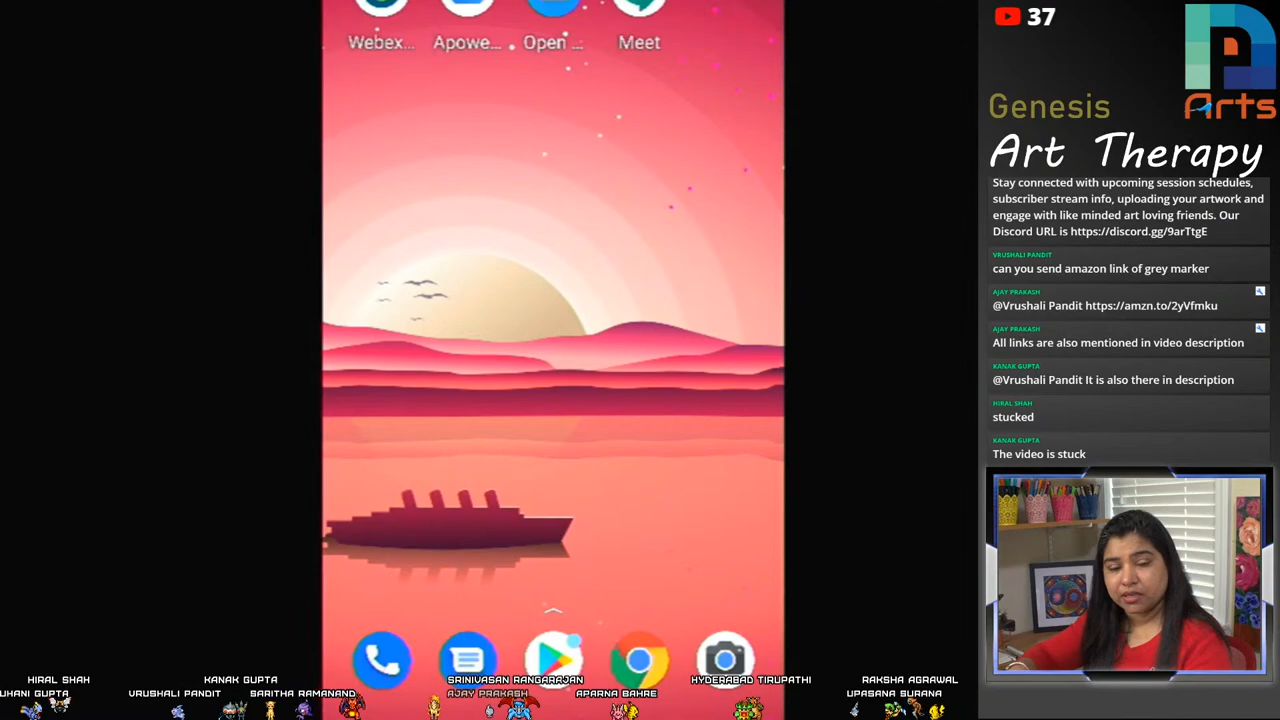 Webex... Apowe... Open ... Meet
37
Arts
Genesis
Art Therapy
Stay connected with upcoming session schedules,
subscriber stream info, uploading your artwork and
engage with like minded art loving friends. Our
Discord URL is https://discord.gg/9arTtgE
VRUSHALI PANDIT
can you send amazon link of grey marker
AJAY PRAKASH
@Vrushali Pandit https://amzn.to/2yVfmku
AJAY PRAKASH
All links are also mentioned in video description
KANAK GUPTA
@Vrushali Pandit It is also there in description
HIRAL SHAH
stucked
KANAK GUPTA
The video is stuck
HIRAL SHAH KANAK GUPTA SRINIVASAN RANGARAJAN HYDERABAD TIRUPATHI RAKSHA AGRAWAL
UHANI GUPTA VRUSHALI PANDIT SARITHA RAMANAND AJAY PRAKASH APARNA BAHRE UPASANA SURANA